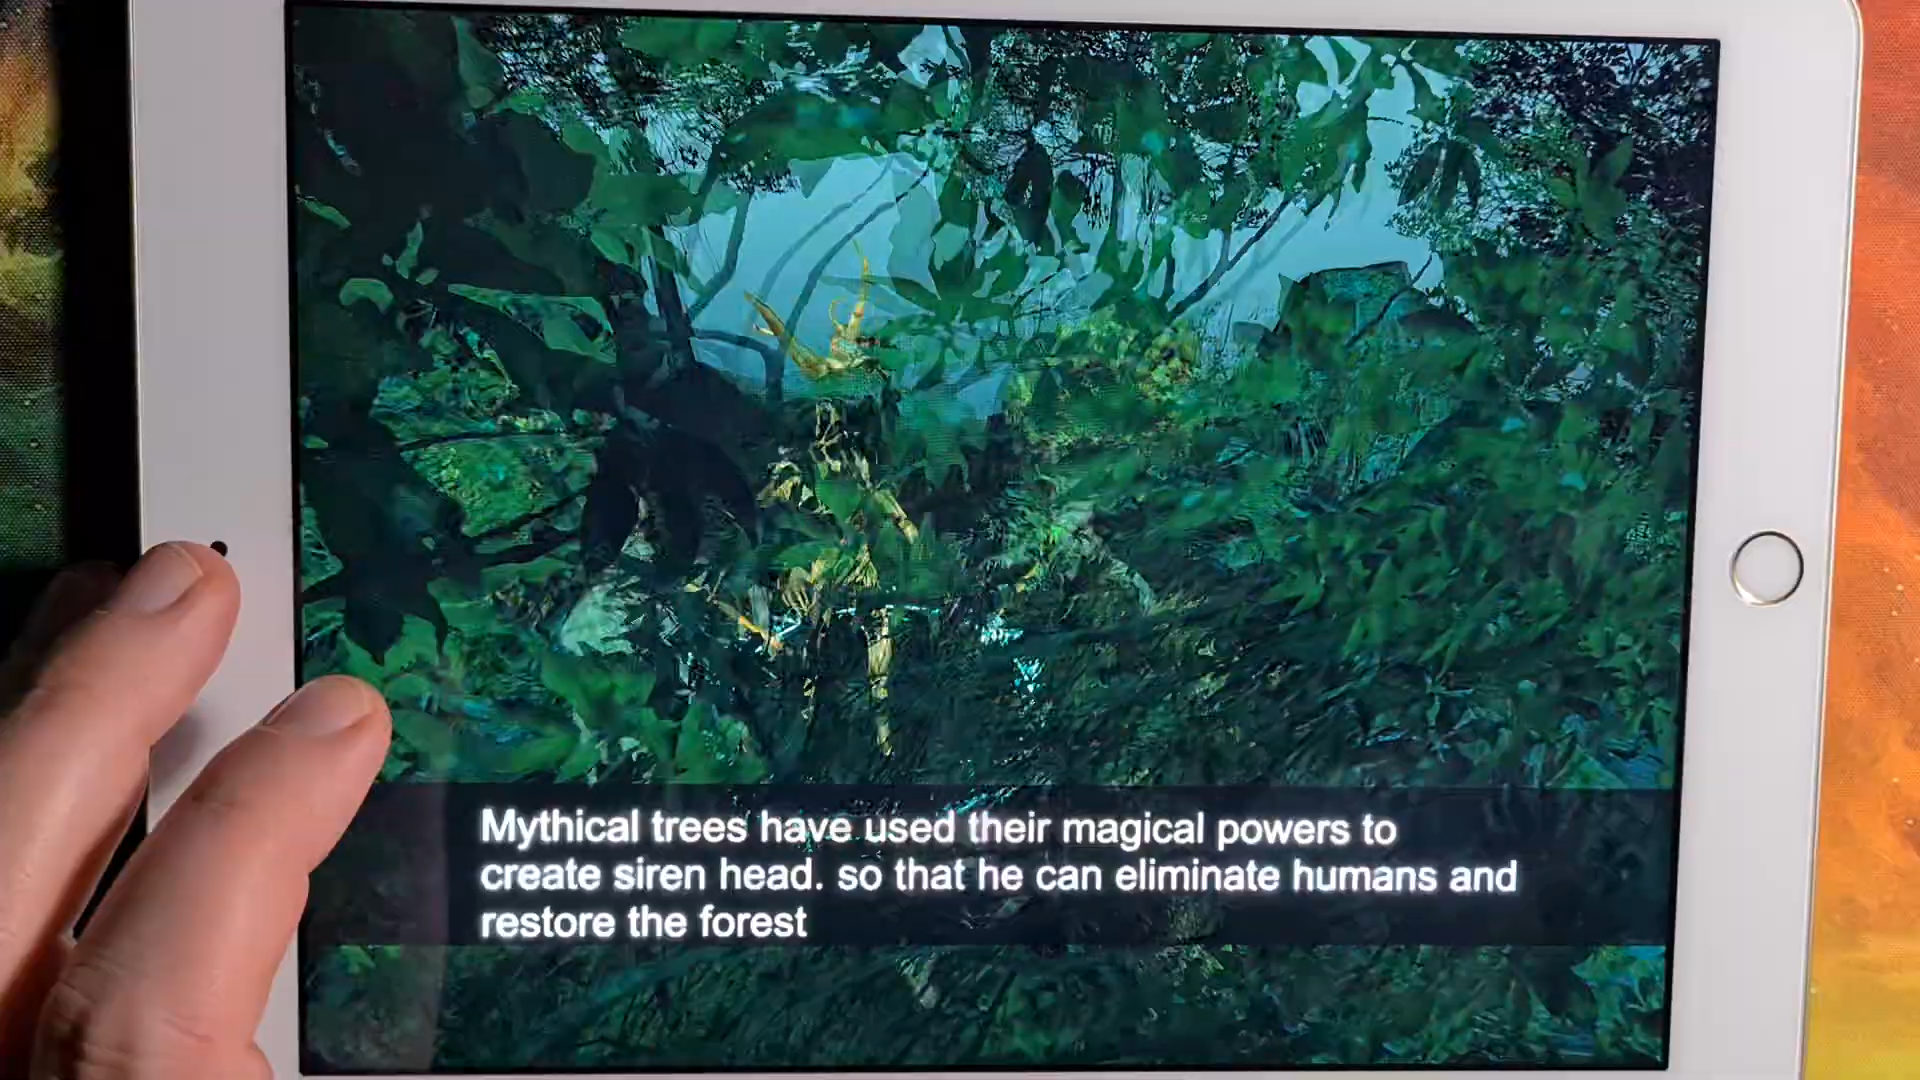 Mythical trees have used their magical powers to
create siren head. so that he can eliminate humans and
restore the forest